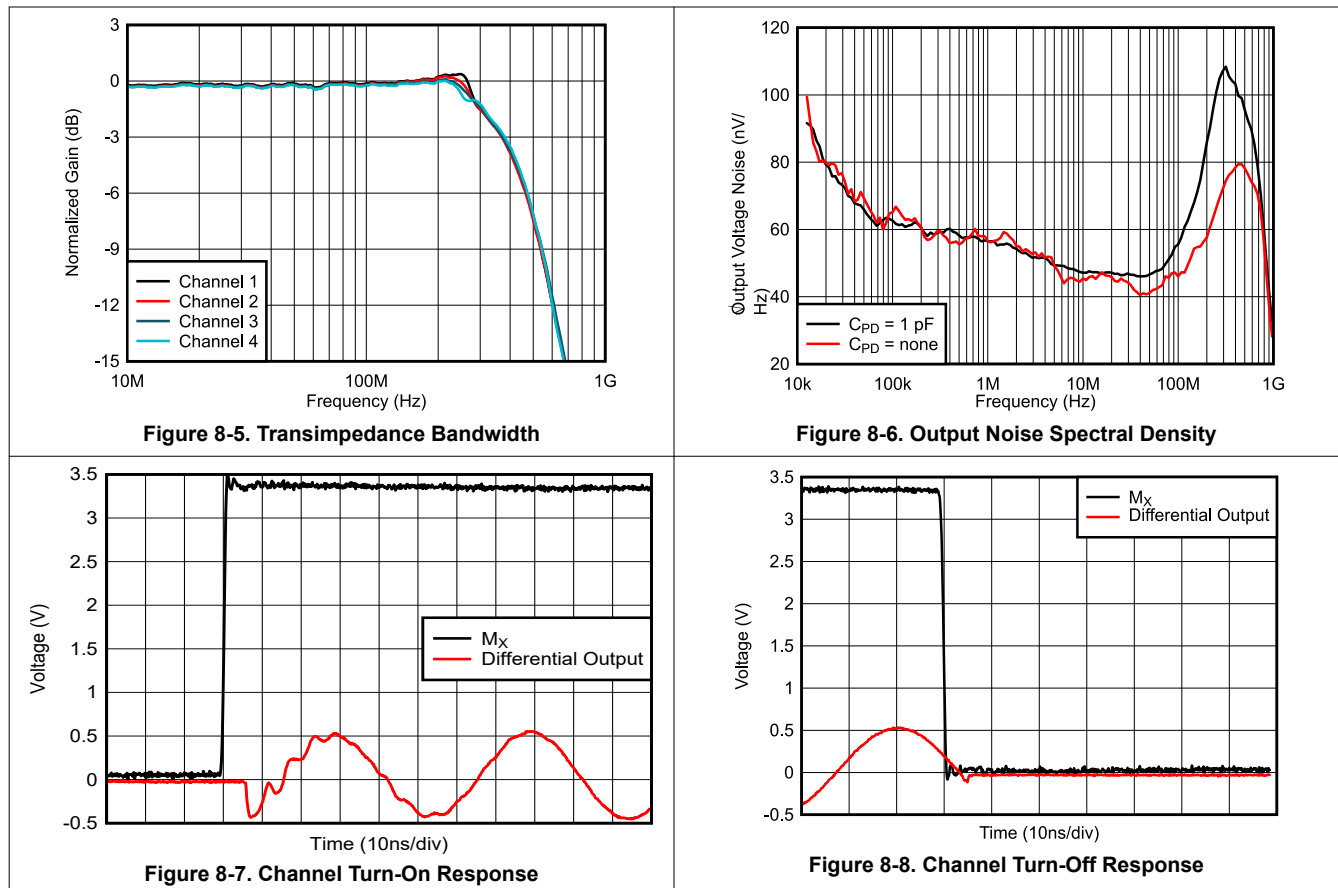 3
0
-3
-6
-9
-12
-15
Normalized Gain (dB)
Channel 1
Channel 2
Channel 3
Channel 4
10M
100M
1G
Frequency (Hz)
Figure 8-5. Transimpedance Bandwidth
120
100
80
60
40
20
Output Voltage Noise (nV/
√Hz)
C_PD = 1 pF
C_PD = none
10k
100k
1M
10M
100M
1G
Frequency (Hz)
Figure 8-6. Output Noise Spectral Density
3.5
3
2.5
2
1.5
1
0.5
0
-0.5
Voltage (V)
M_X
Differential Output
Time (10ns/div)
Figure 8-7. Channel Turn-On Response
3.5
3
2.5
2
1.5
1
0.5
0
-0.5
Voltage (V)
M_X
Differential Output
Time (10ns/div)
Figure 8-8. Channel Turn-Off Response